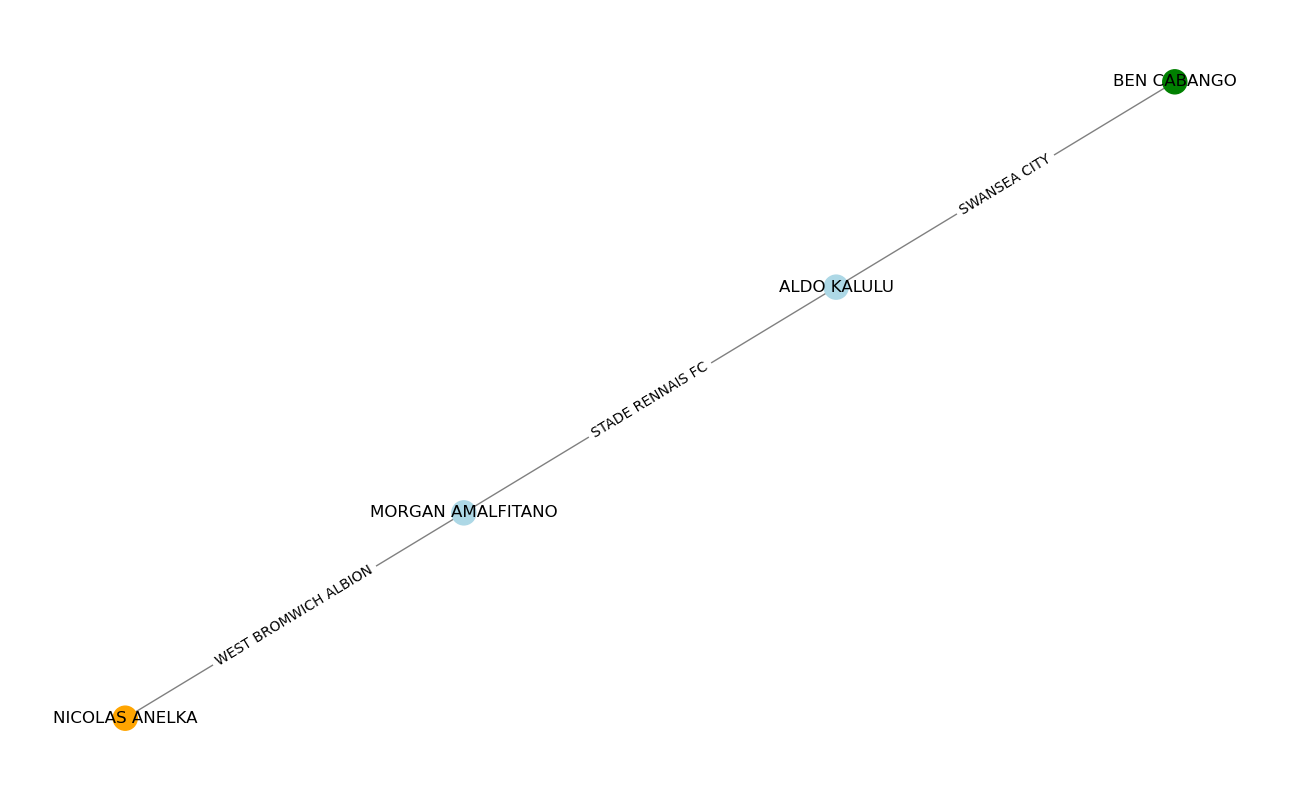 BEN CABANGO
SWANSEA CITY
ALDO KALULU
STADE RENNAIS FC
MORGAN AMALFITANO
WEST BROMWICH ALBION
NICOLAS ANELKA